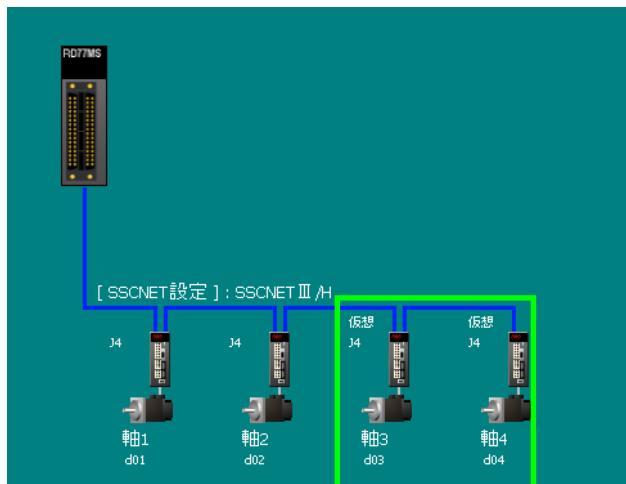 RD77MS
[ SSCNET設定 ] : SSCNETⅢ/H
仮想 仮想
J4 J4 J4 J4
軸1 軸2 軸3 軸4
d01 d02 d03 d04